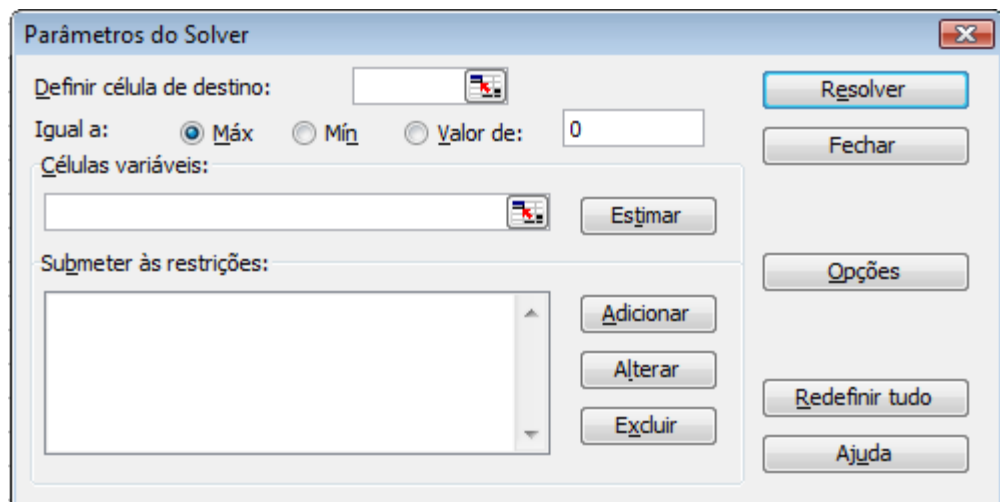 Parâmetros do Solver
Definir célula de destino:
Resolver
Igual a: Máx Mín Valor de: 0
Fechar
Células variáveis:
Estimar
Submeter às restrições:
Opções
Adicionar
Alterar
Redefinir tudo
Excluir
Ajuda